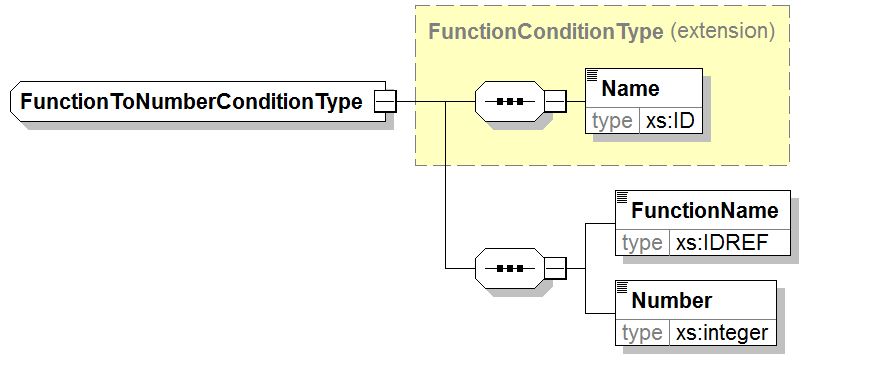 FunctionConditionType (extension)
FunctionToNumberConditionType
Name
type xs:ID
FunctionName
type xs:IDREF
Number
type xs:integer